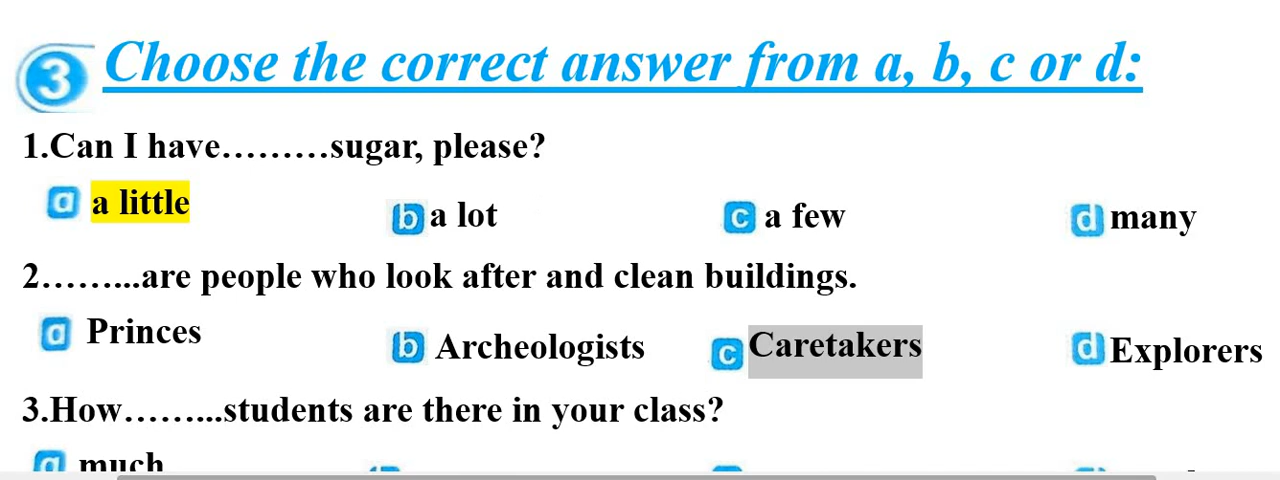 3 Choose the correct answer from a, b, c or d:
1.Can I have………sugar, please?
a a little b a lot c a few d many
2……...are people who look after and clean buildings.
a Princes b Archeologists c Caretakers d Explorers
3.How……...students are there in your class?
a much